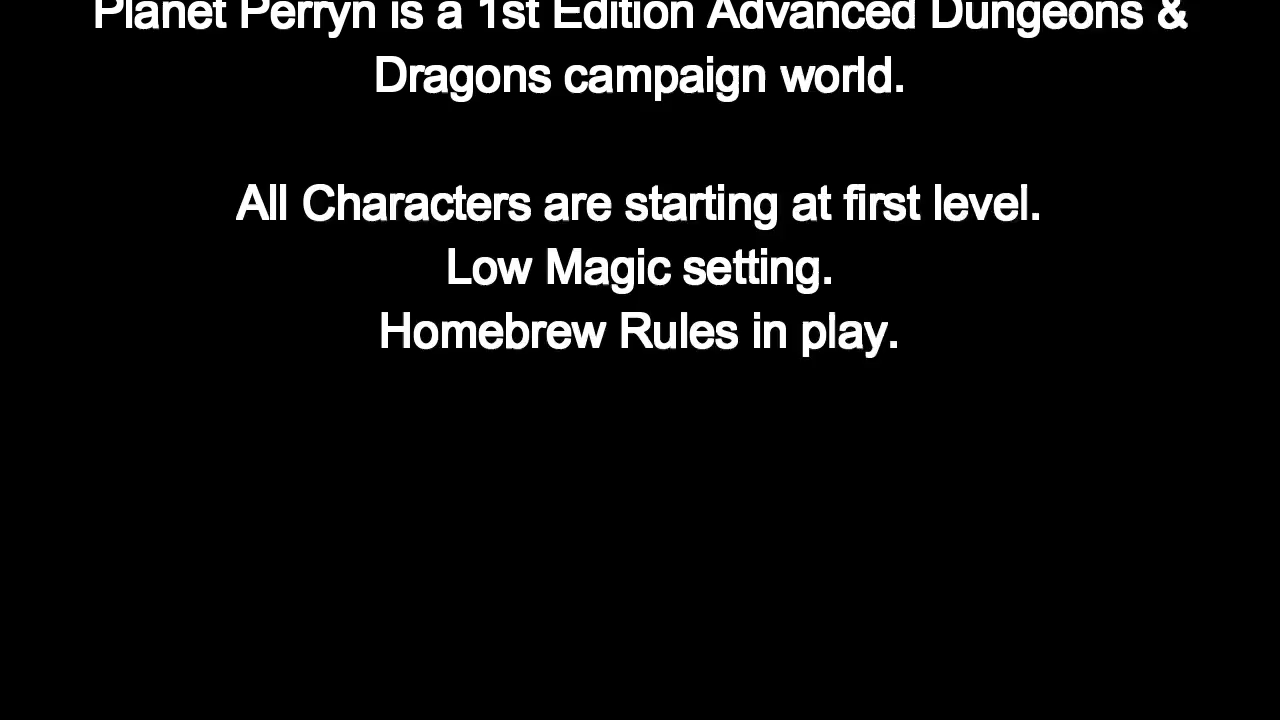 Planet Perryn is a 1st Edition Advanced Dungeons &
Dragons campaign world.
All Characters are starting at first level.
Low Magic setting.
Homebrew Rules in play.